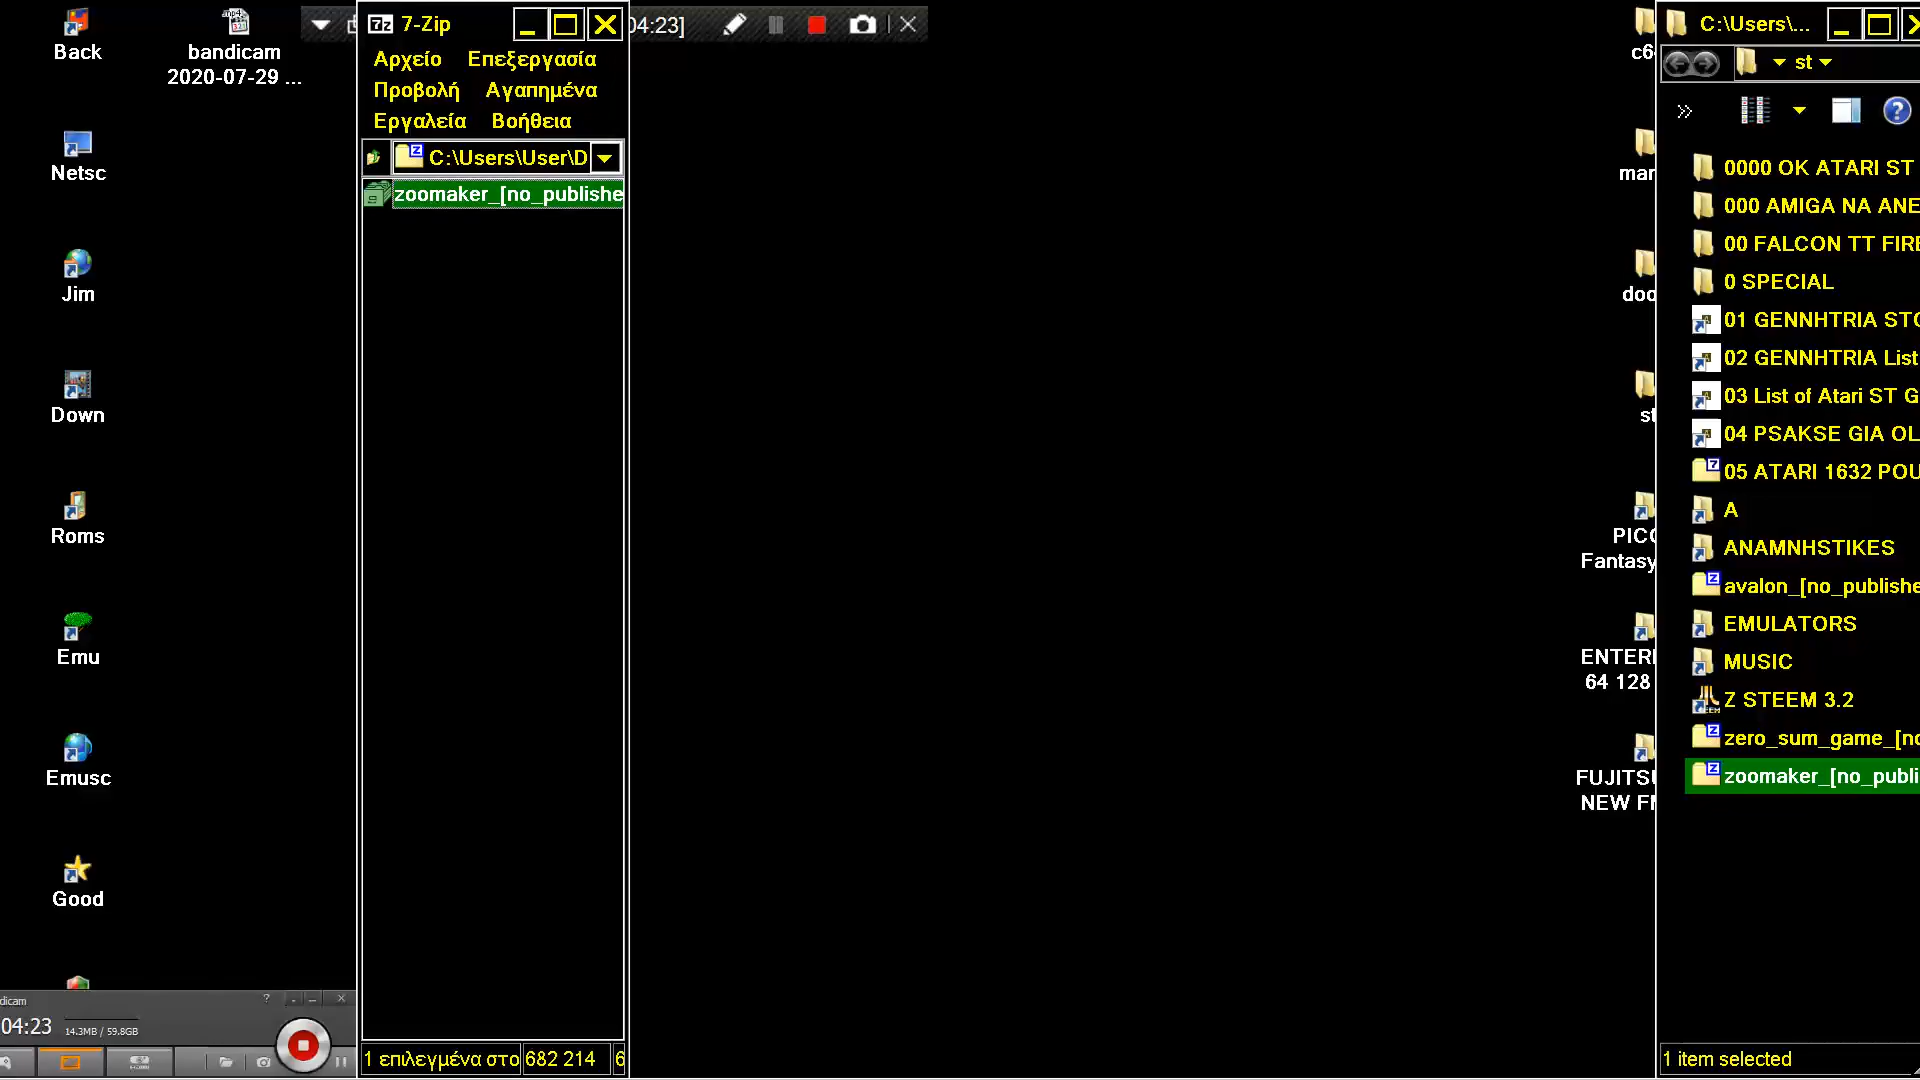 Back
Netsc
Jim
Down
Roms
Emu
Emusc
Good
bandicam
2020-07-29 ...
7-Zip
04:23]
Αρχείο Επεξεργασία
Προβολή Αγαπημένα
Εργαλεία Βοήθεια
C:\Users\User\D
zoomaker_[no_publishe
1 επιλεγμένα στο 682 214 6
dicam
04:23
14.3MB / 59.8GB
c6
mar
doo
st
PICO
Fantasy
ENTER
64 128
FUJITSU
NEW F
C:\Users\...
st
0000 OK ATARI ST
000 AMIGA NA ANE
00 FALCON TT FIRE
0 SPECIAL
01 GENNHTRIA STO
02 GENNHTRIA List
03 List of Atari ST G
04 PSAKSE GIA OL
05 ATARI 1632 POU
A
ANAMNHSTIKES
avalon_[no_publishe
EMULATORS
MUSIC
Z STEEM 3.2
zero_sum_game_[no
zoomaker_[no_publi
1 item selected